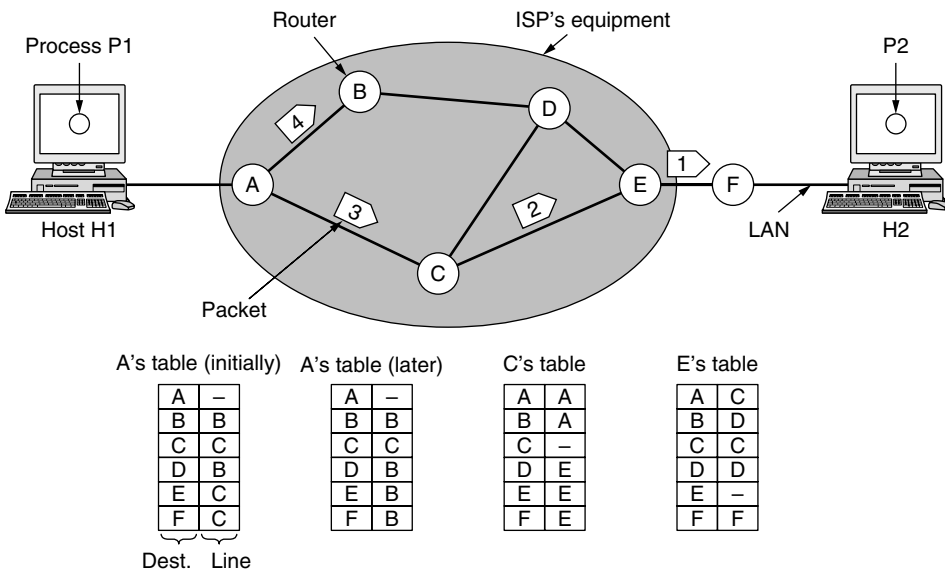 Router
ISP's equipment
Process P1
P2
B
D
4
1
A
E
F
3
2
Host H1
LAN
H2
C
Packet
A's table (initially) A's table (later) C's table E's table
A – A – A A A C
B B B B B A B D
C C C C C – C C
D B D B D E D D
E C E B E E E –
F C F B F E F F
Dest. Line